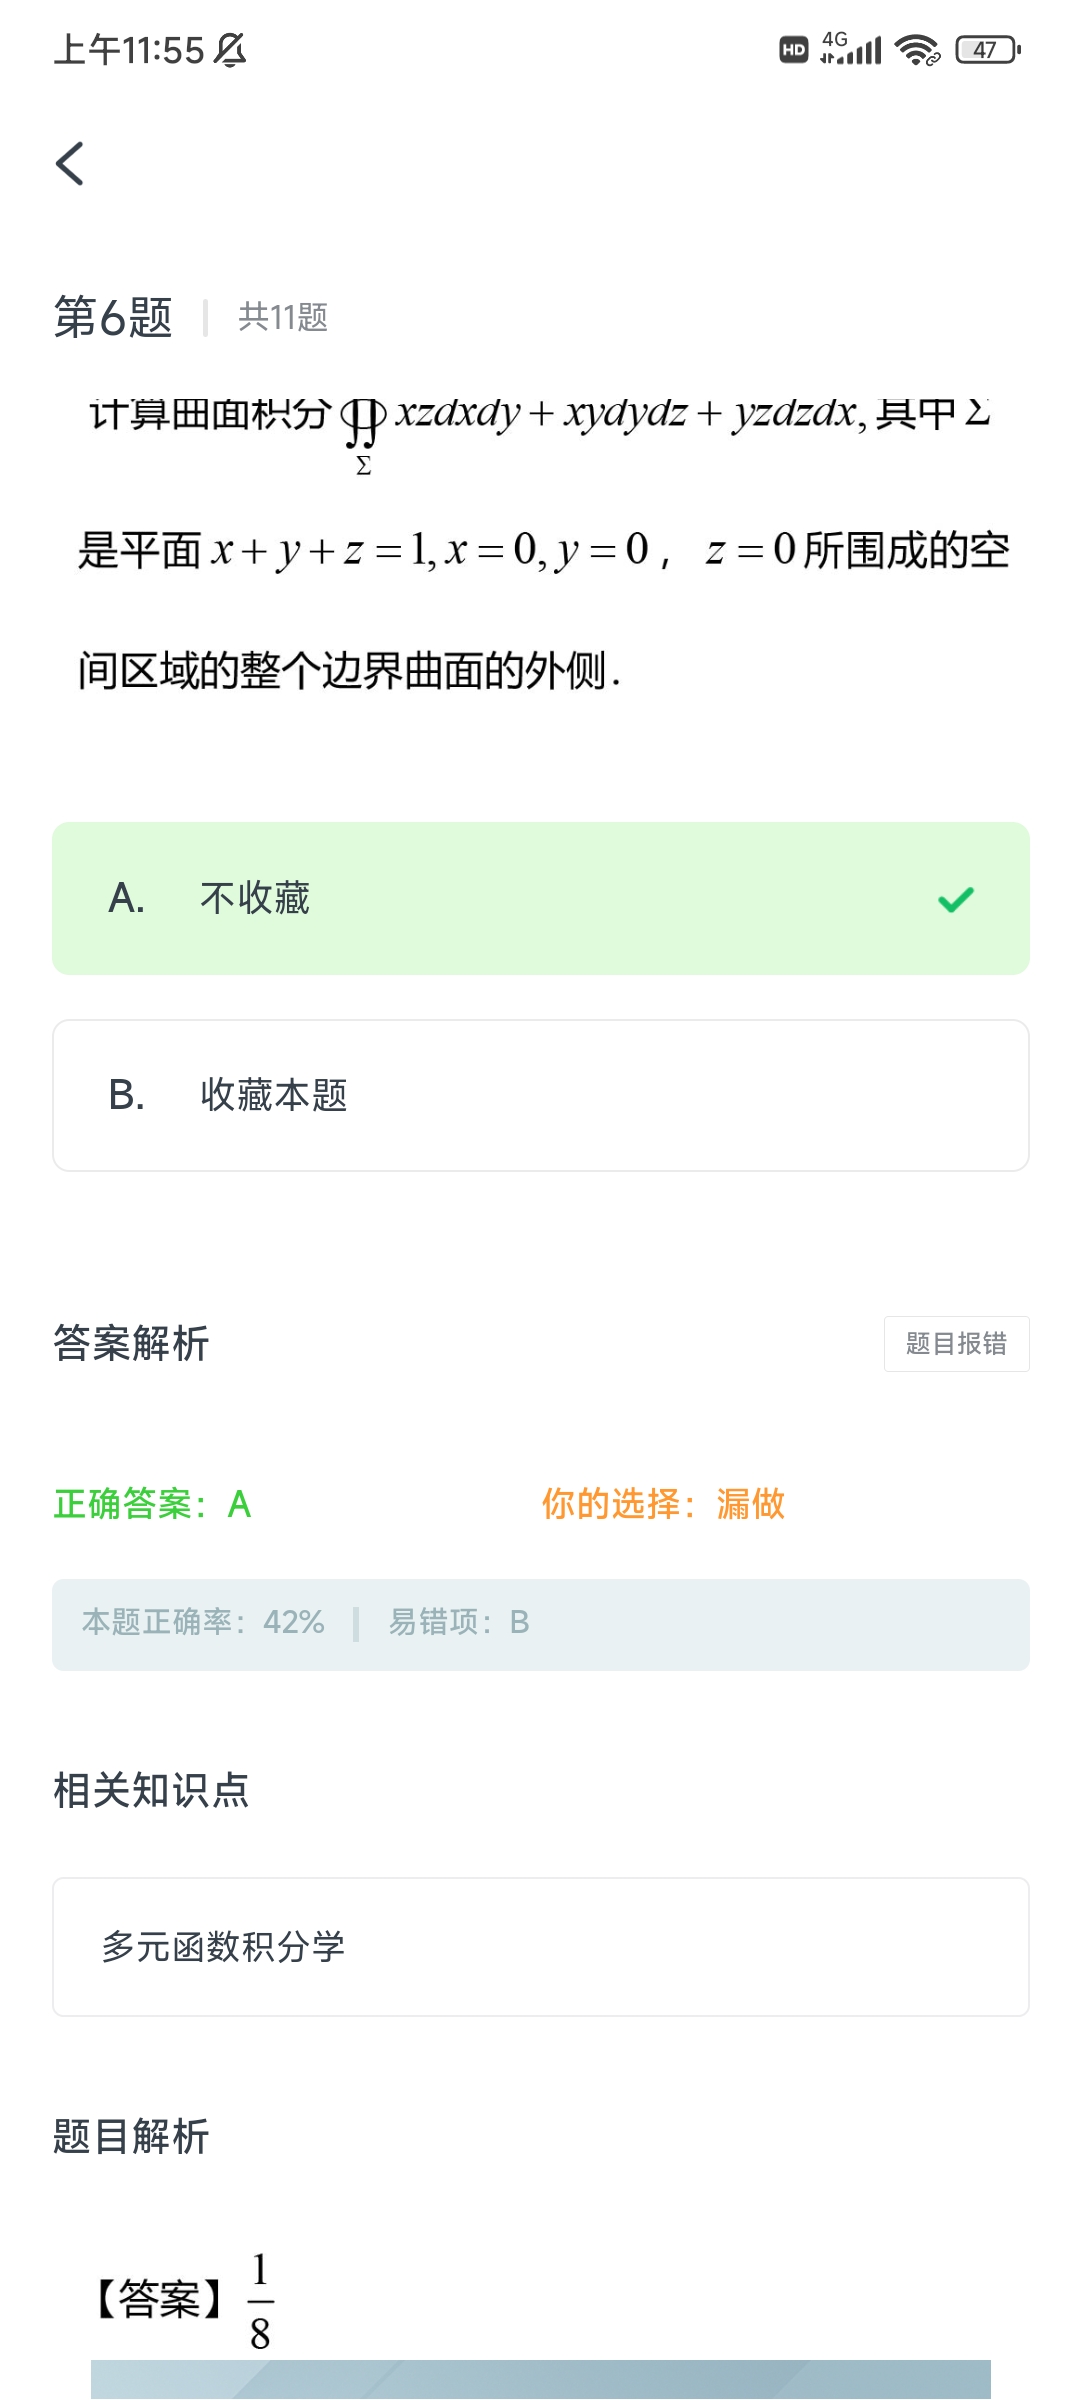 上午11:55 HD 4G 47
第6题 | 共11题
计算曲面积分∯xzdxdy+xydydz+yzdzdx,其中Σ
Σ
是平面x+y+z=1,x=0,y=0， z=0所围成的空
间区域的整个边界曲面的外侧.
A. 不收藏
B. 收藏本题
答案解析 题目报错
正确答案：A 你的选择：漏做
本题正确率：42% | 易错项：B
相关知识点
多元函数积分学
题目解析
【答案】1/8